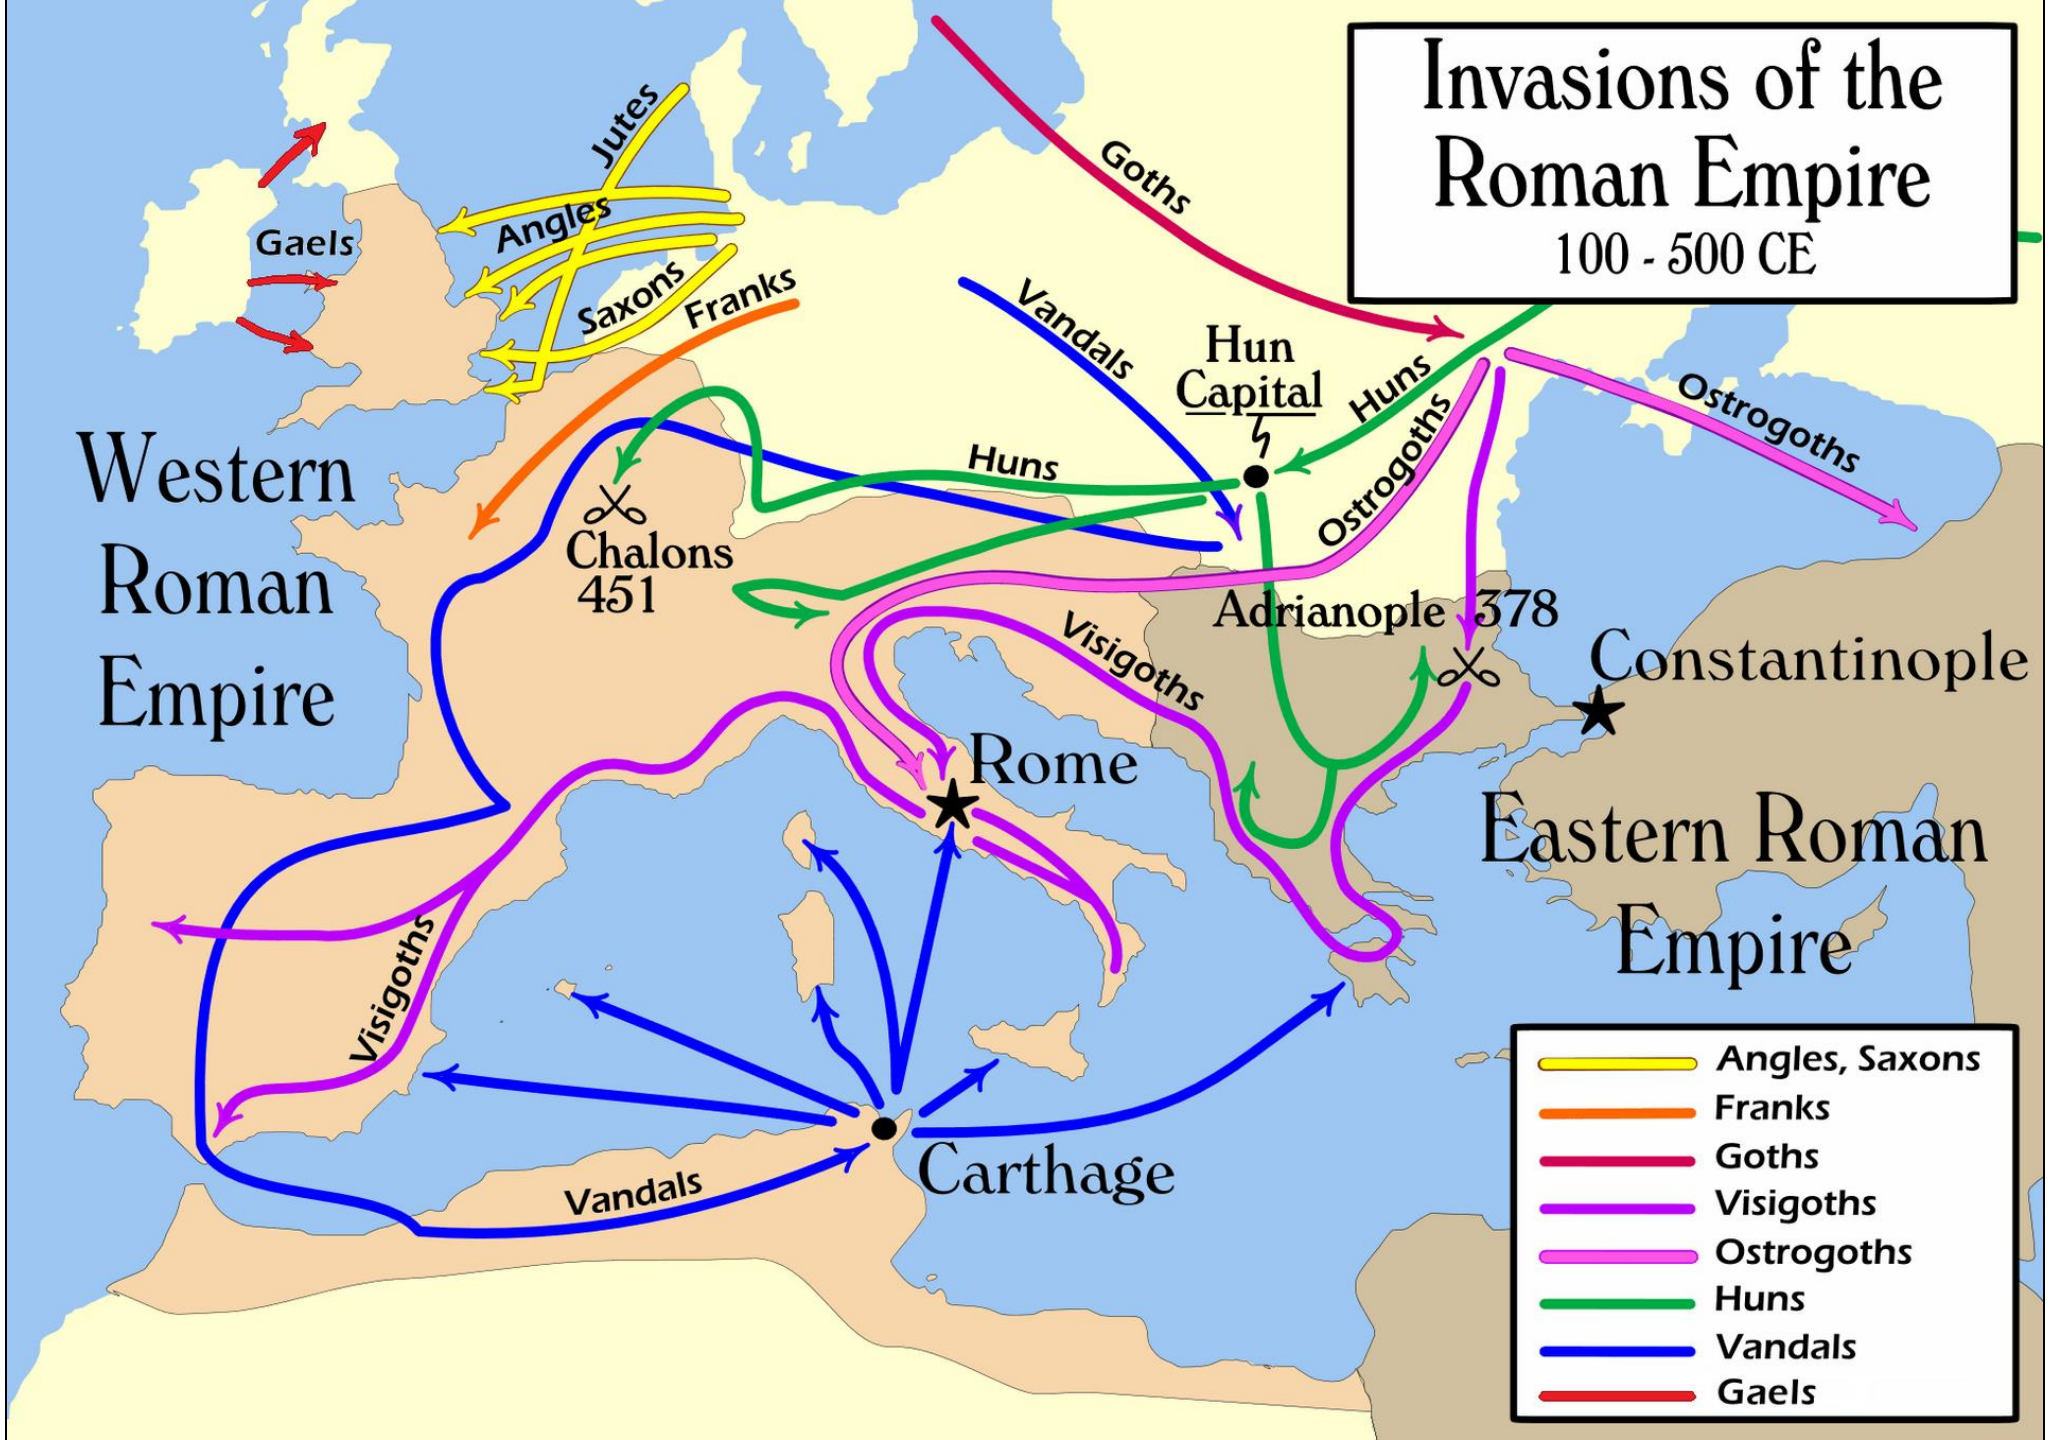 Invasions of the
Roman Empire
100 - 500 CE
Jutes
Goths
Angles
Gaels
Saxons
Franks
Vandals
Hun
Capital
Huns
Ostrogoths
Ostrogoths
Western
Roman
Empire
Huns
Chalons
451
Adrianople 378
Visigoths
Constantinople
Rome
Eastern Roman
Empire
Visigoths
Carthage
Vandals
Angles, Saxons
Franks
Goths
Visigoths
Ostrogoths
Huns
Vandals
Gaels